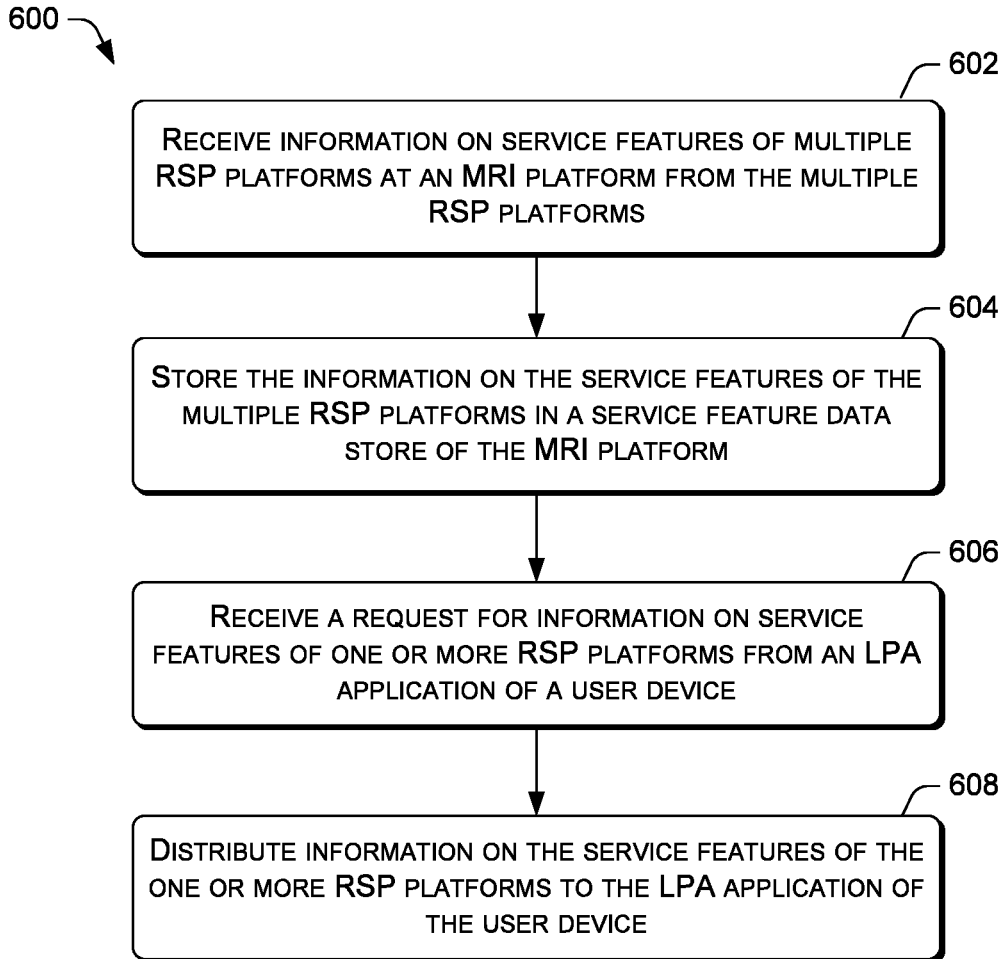 600
602
RECEIVE INFORMATION ON SERVICE FEATURES OF MULTIPLE
RSP PLATFORMS AT AN MRI PLATFORM FROM THE MULTIPLE
RSP PLATFORMS
604
STORE THE INFORMATION ON THE SERVICE FEATURES OF THE
MULTIPLE RSP PLATFORMS IN A SERVICE FEATURE DATA
STORE OF THE MRI PLATFORM
606
RECEIVE A REQUEST FOR INFORMATION ON SERVICE
FEATURES OF ONE OR MORE RSP PLATFORMS FROM AN LPA
APPLICATION OF A USER DEVICE
608
DISTRIBUTE INFORMATION ON THE SERVICE FEATURES OF THE
ONE OR MORE RSP PLATFORMS TO THE LPA APPLICATION OF
THE USER DEVICE